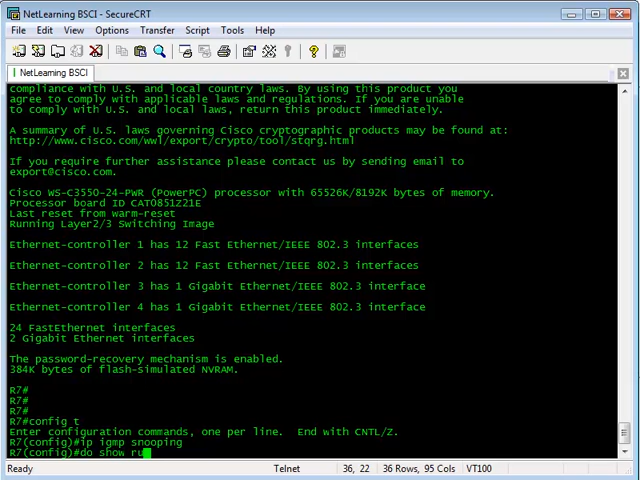 NetLearning BSCI - SecureCRT
File Edit View Options Transfer Script Tools Help
NetLearning BSCI
compliance with U.S. and local country laws. By using this product you
agree to comply with applicable laws and regulations. If you are unable
to comply with U.S. and local laws, return this product immediately.
A summary of U.S. laws governing Cisco cryptographic products may be found at:
http://www.cisco.com/wwl/export/crypto/tool/stqrg.html
If you require further assistance please contact us by sending email to
export@cisco.com.
Cisco WS-C3550-24-PWR (PowerPC) processor with 65526K/8192K bytes of memory.
Processor board ID CAT0851Z21E
Last reset from warm-reset
Running Layer2/3 Switching Image
Ethernet-controller 1 has 12 Fast Ethernet/IEEE 802.3 interfaces
Ethernet-controller 2 has 12 Fast Ethernet/IEEE 802.3 interfaces
Ethernet-controller 3 has 1 Gigabit Ethernet/IEEE 802.3 interface
Ethernet-controller 4 has 1 Gigabit Ethernet/IEEE 802.3 interface
24 FastEthernet interfaces
2 Gigabit Ethernet interfaces
The password-recovery mechanism is enabled.
384K bytes of flash-simulated NVRAM.
R7#
R7#
R7#
R7#config t
Enter configuration commands, one per line.  End with CNTL/Z.
R7(config)#ip igmp snooping
R7(config)#do show ru
Ready Telnet 36, 22 36 Rows, 95 Cols VT100